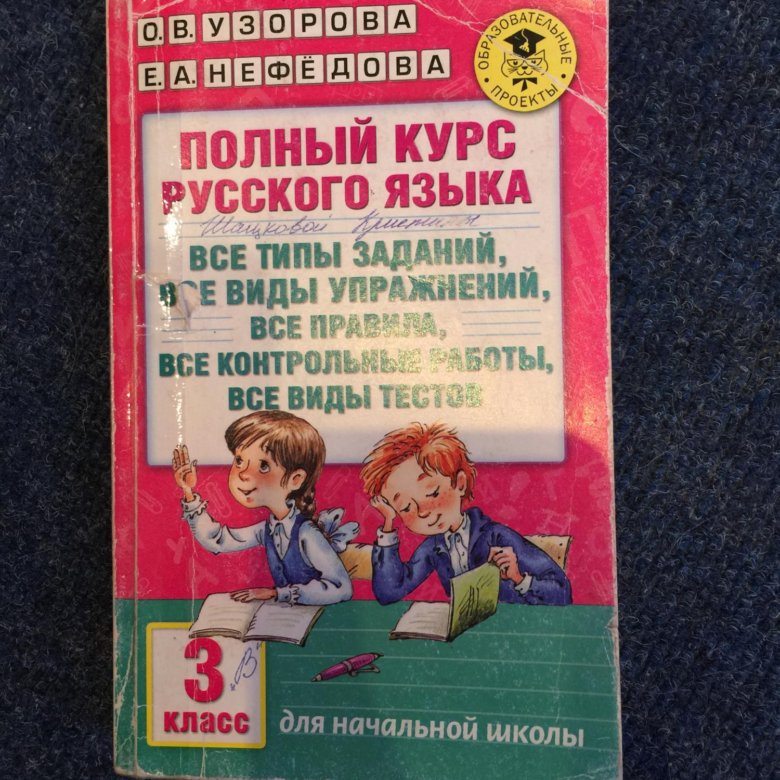 О.В. УЗОРОВА
Е.А. НЕФЁДОВА
ОБРАЗОВАТЕЛЬНЫЕ
ПРОЕКТЫ
ПОЛНЫЙ КУРС
РУССКОГО ЯЗЫКА
Кристины
ВСЕ ТИПЫ ЗАДАНИЙ,
ВСЕ ВИДЫ УПРАЖНЕНИЙ,
ВСЕ ПРАВИЛА,
ВСЕ КОНТРОЛЬНЫЕ РАБОТЫ,
ВСЕ ВИДЫ ТЕСТОВ
3 "В"
класс
для начальной школы